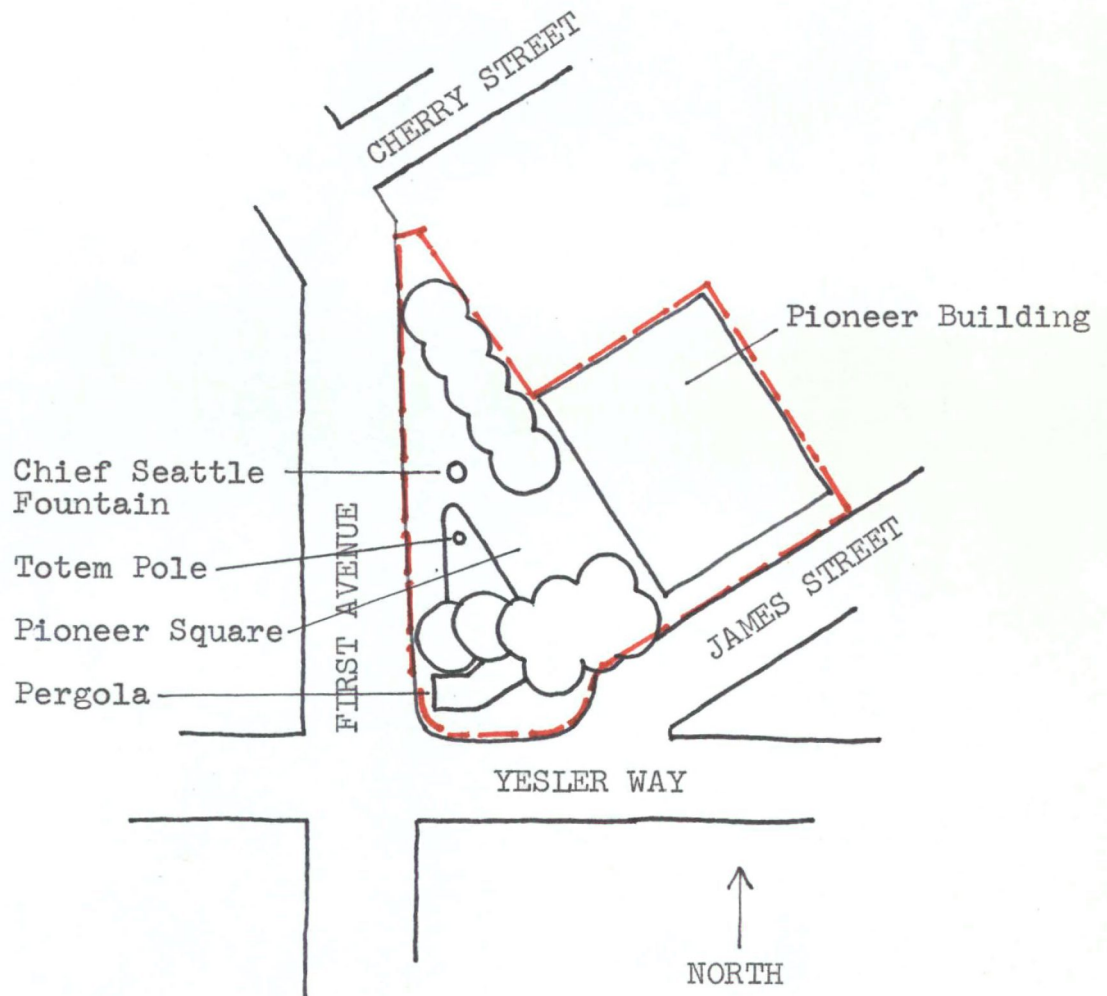 CHERRY STREET
Pioneer Building
Chief Seattle
Fountain
Totem Pole
Pioneer Square
Pergola
FIRST AVENUE
JAMES STREET
YESLER WAY
NORTH